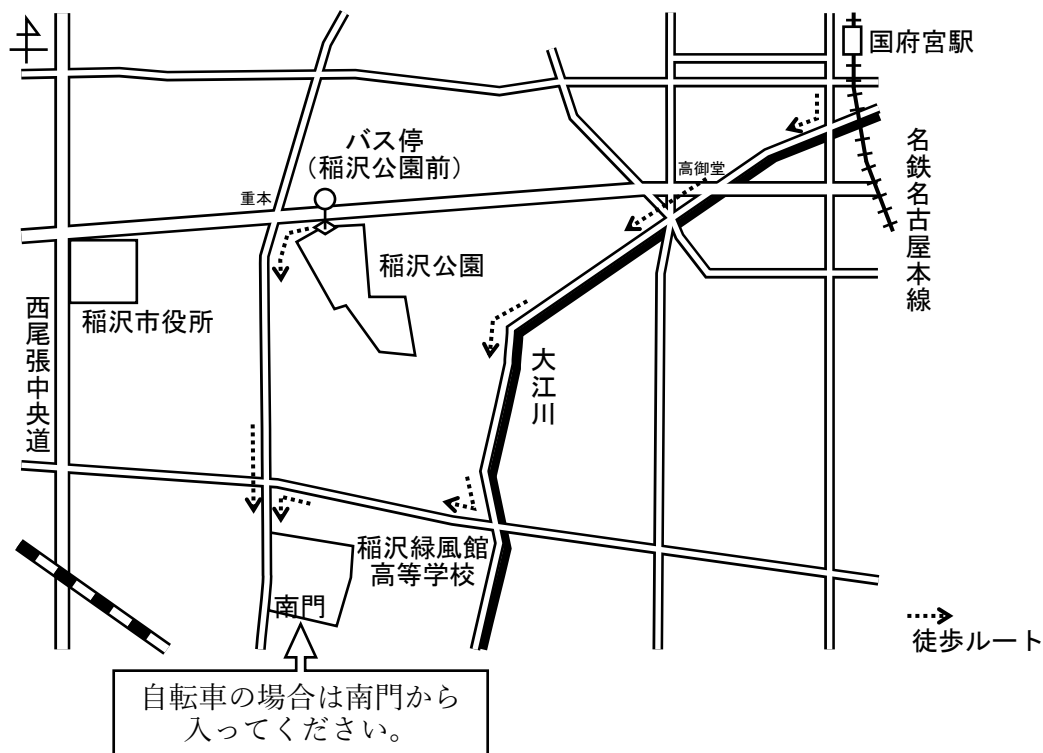 国府宮駅
バス停
(稲沢公園前)
高御堂
重本
名鉄名古屋本線
稲沢公園
稲沢市役所
西尾張中央道
大江川
稲沢緑風館
高等学校
南門
徒歩ルート
自転車の場合は南門から
入ってください。